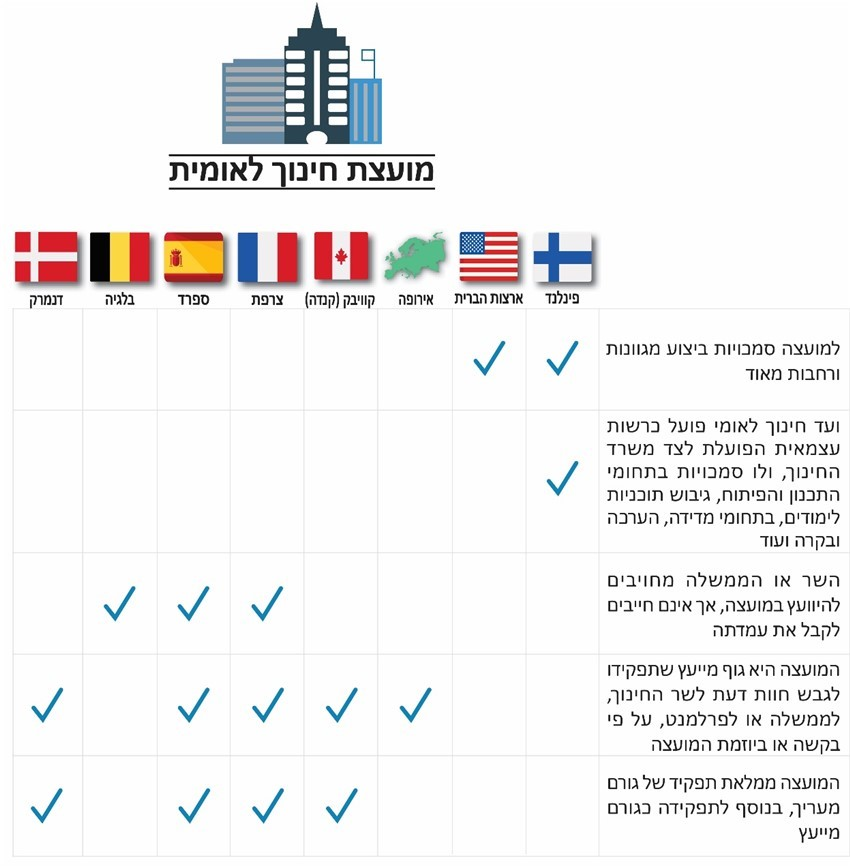 מועצת חינוך לאומית
פינלנד
ארצות הברית
אירופה
קוויבק (קנדה)
צרפת
ספרד
בלגיה
דנמרק
למועצה סמכויות ביצוע מגוונות
ורחבות מאוד
ועד חינוך לאומי פועל כרשות
עצמאית הפועלת לצד משרד
החינוך, ולו סמכויות בתחומי
התכנון והפיתוח, גיבוש תוכניות
לימודים, בתחומי מדידה, הערכה
ובקרה ועוד
השר או הממשלה מחויבים
להיוועץ במועצה, אך אינם חייבים
לקבל את עמדתה
המועצה היא גוף מייעץ שתפקידו
לגבש חוות דעת לשר החינוך,
לממשלה או לפרלמנט, על פי
בקשה או ביוזמת המועצה
המועצה ממלאת תפקיד של גורם
מעריך, בנוסף לתפקידה כגורם
מייעץ